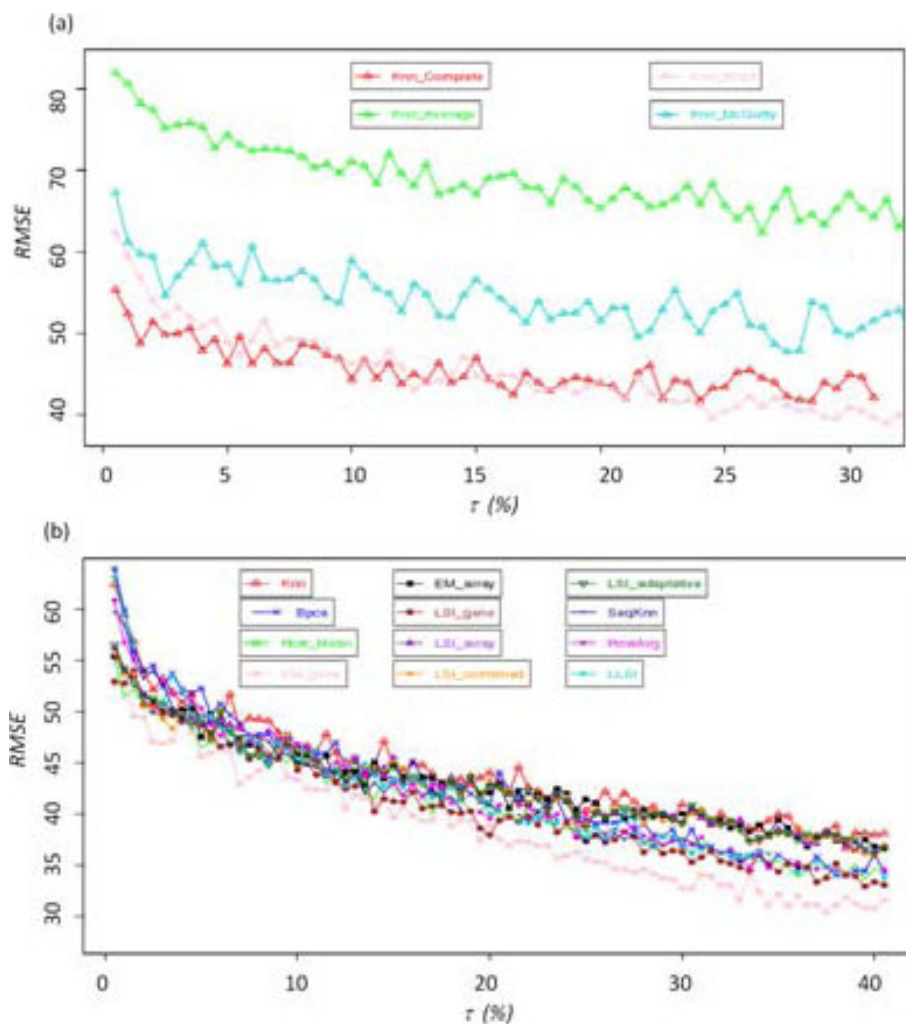 (a)
Knn_Complete
Knn_Average
Knn_McQuitty
RMSE
80
70
60
50
40
0 5 10 15 20 25 30
τ (%)
(b)
Knn
Bpca
EM_gene
EM_array
LSI_gene
LSI_array
LSI_combined
LSI_adaptative
SeqKnn
RowAvg
LLSI
RMSE
60
55
50
45
40
35
30
0 10 20 30 40
τ (%)